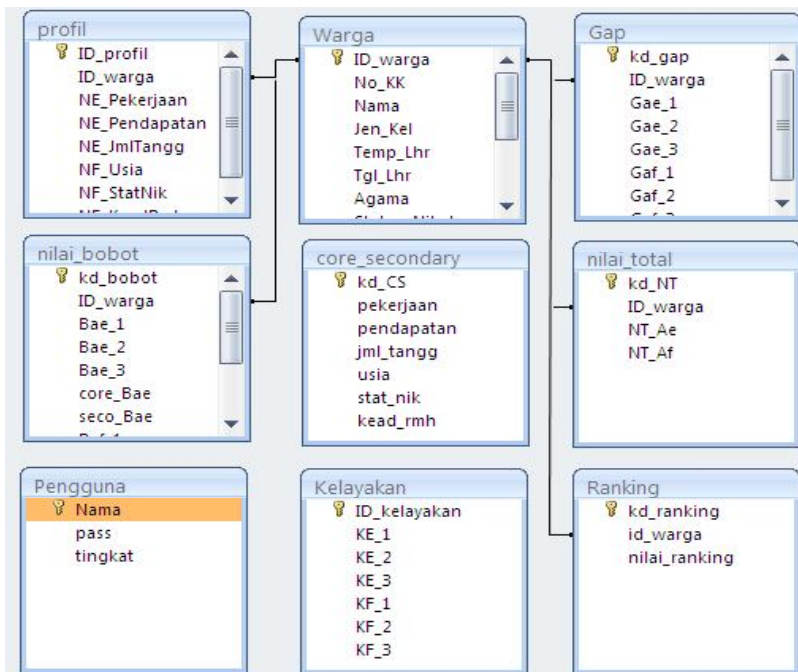 profil
ID_profil
ID_warga
NE_Pekerjaan
NE_Pendapatan
NE_JmlTangg
NF_Usia
NF_StatNik
Warga
ID_warga
No_KK
Nama
Jen_Kel
Temp_Lhr
Tgl_Lhr
Agama
Gap
kd_gap
ID_warga
Gae_1
Gae_2
Gae_3
Gaf_1
Gaf_2
nilai_bobot
kd_bobot
ID_warga
Bae_1
Bae_2
Bae_3
core_Bae
seco_Bae
core_secondary
kd_CS
pekerjaan
pendapatan
jml_tangg
usia
stat_nik
kead_rmh
nilai_total
kd_NT
ID_warga
NT_Ae
NT_Af
Pengguna
Nama
pass
tingkat
Kelayakan
ID_kelayakan
KE_1
KE_2
KE_3
KF_1
KF_2
KF_3
Ranking
kd_ranking
id_warga
nilai_ranking